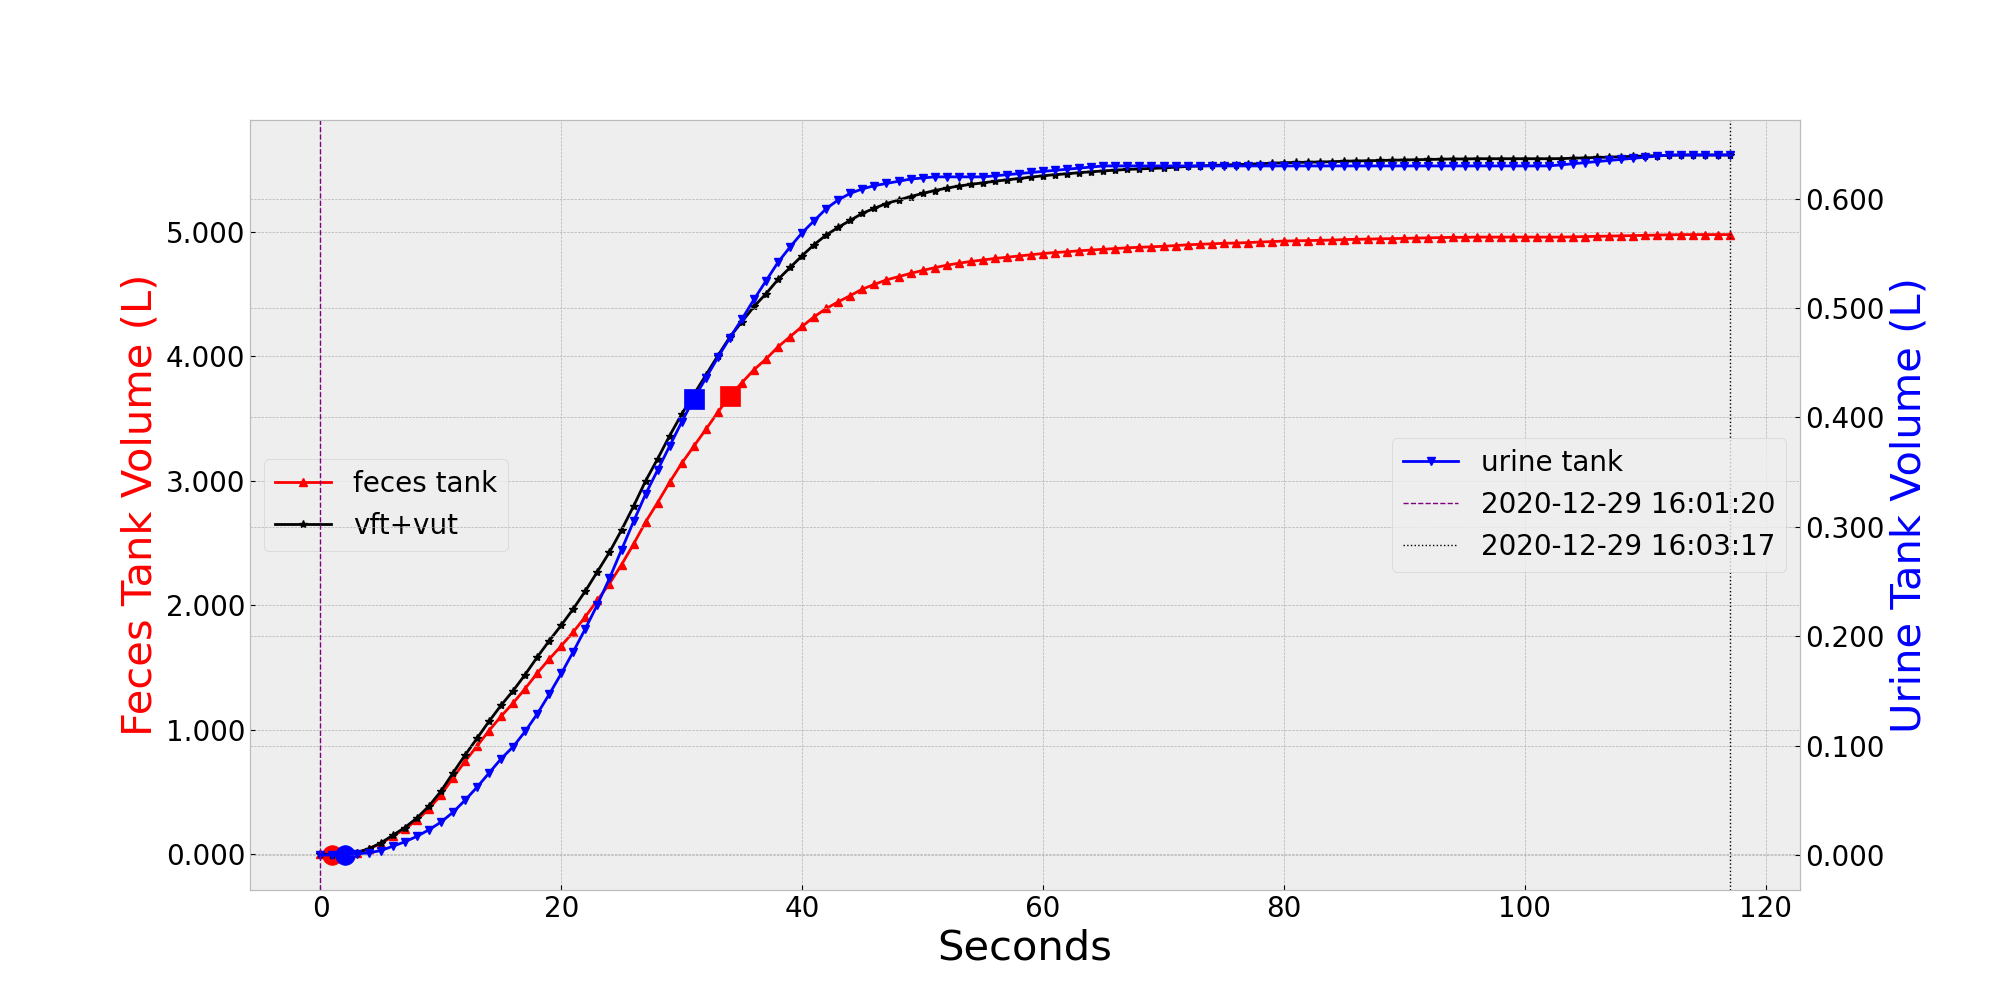 Feces Tank Volume (L)
5.000
4.000
3.000
2.000
1.000
0.000
feces tank
vft+vut
urine tank
2020-12-29 16:01:20
2020-12-29 16:03:17
0.600
0.500
0.400
0.300
0.200
0.100
0.000
Urine Tank Volume (L)
0 20 40 60 80 100 120
Seconds